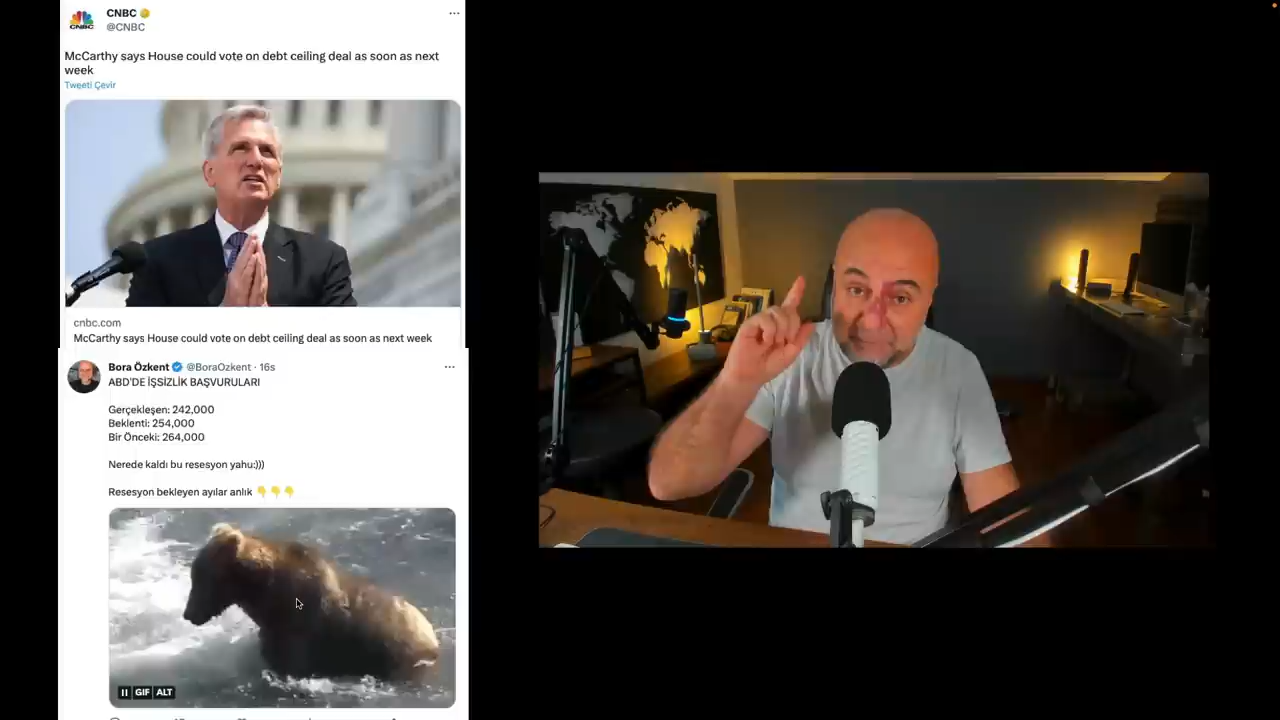 CNBC
CNBC
@CNBC
McCarthy says House could vote on debt ceiling deal as soon as next
week
Tweeti Çevir
cnbc.com
McCarthy says House could vote on debt ceiling deal as soon as next week
Bora Özkent @BoraOzkent · 16s
ABD'DE İŞSİZLİK BAŞVURULARI
Gerçekleşen: 242,000
Beklenti: 254,000
Bir Önceki: 264,000
Nerede kaldı bu resesyon yahu:)))
Resesyon bekleyen ayılar anlık 👇👇👇
GIF ALT